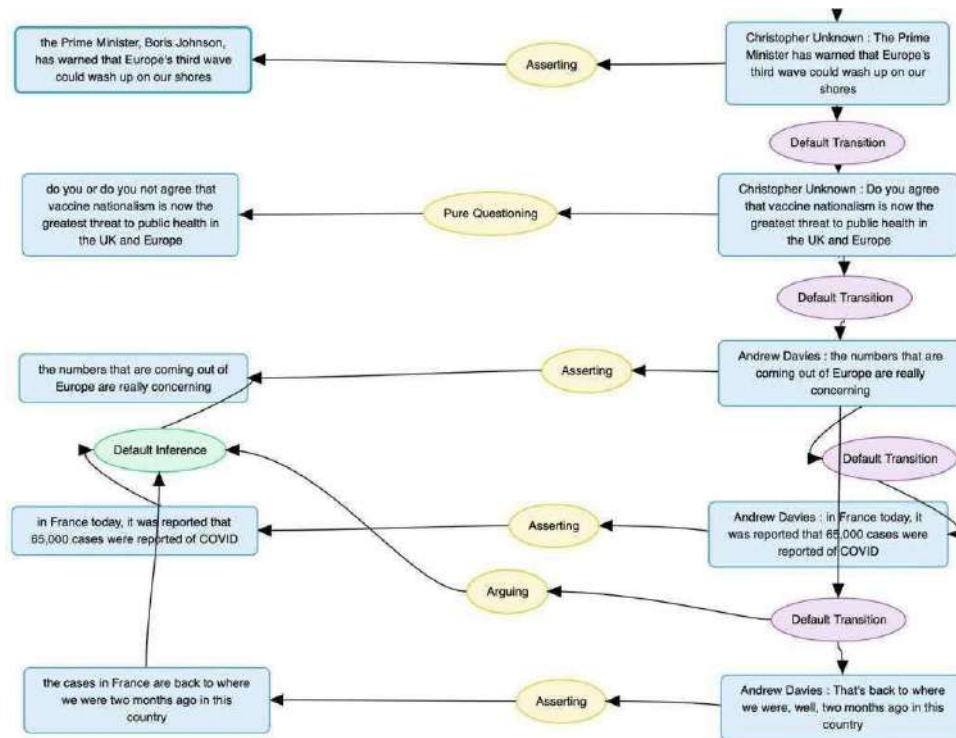 the Prime Minister, Boris Johnson,
has warned that Europe's third wave
could wash up on our shores
Asserting
Christopher Unknown : The Prime
Minister has warned that Europe's
third wave could wash up on our
shores
Default Transition
do you or do you not agree that
vaccine nationalism is now the
greatest threat to public health in
the UK and Europe
Pure Questioning
Christopher Unknown : Do you agree
that vaccine nationalism is now the
greatest threat to public health in
the UK and Europe
Default Transition
the numbers that are coming out of
Europe are really concerning
Asserting
Andrew Davies : the numbers that are
coming out of Europe are really
concerning
Default Inference
Default Transition
in France today, it was reported that
65,000 cases were reported of COVID
Asserting
Andrew Davies : in France today, it
was reported that 65,000 cases were
reported of COVID
Arguing
Default Transition
the cases in France are back to where
we were two months ago in this
country
Asserting
Andrew Davies : That's back to where
we were, well, two months ago in this
country